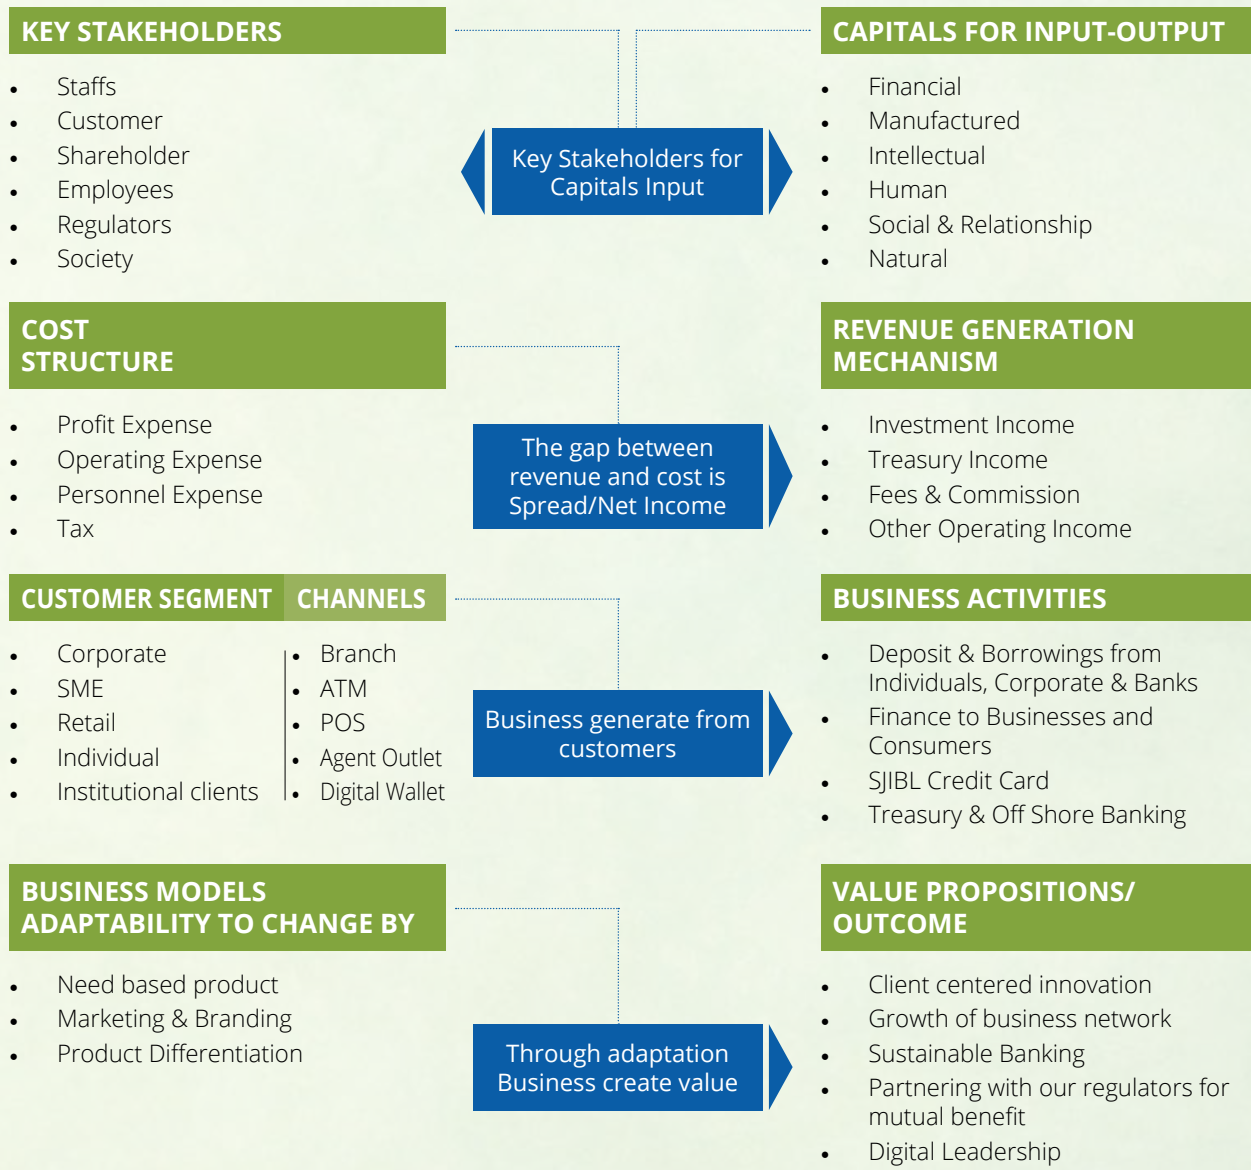 KEY STAKEHOLDERS
• Staffs
• Customer
• Shareholder
• Employees
• Regulators
• Society
Key Stakeholders for
Capitals Input
CAPITALS FOR INPUT-OUTPUT
• Financial
• Manufactured
• Intellectual
• Human
• Social & Relationship
• Natural
COST
STRUCTURE
• Profit Expense
• Operating Expense
• Personnel Expense
• Tax
The gap between
revenue and cost is
Spread/Net Income
REVENUE GENERATION
MECHANISM
• Investment Income
• Treasury Income
• Fees & Commission
• Other Operating Income
CUSTOMER SEGMENT
• Corporate
• SME
• Retail
• Individual
• Institutional clients
CHANNELS
• Branch
• ATM
• POS
• Agent Outlet
• Digital Wallet
Business generate from
customers
BUSINESS ACTIVITIES
• Deposit & Borrowings from
Individuals, Corporate & Banks
• Finance to Businesses and
Consumers
• SJIBL Credit Card
• Treasury & Off Shore Banking
BUSINESS MODELS
ADAPTABILITY TO CHANGE BY
• Need based product
• Marketing & Branding
• Product Differentiation
Through adaptation
Business create value
VALUE PROPOSITIONS/
OUTCOME
• Client centered innovation
• Growth of business network
• Sustainable Banking
• Partnering with our regulators for
mutual benefit
• Digital Leadership